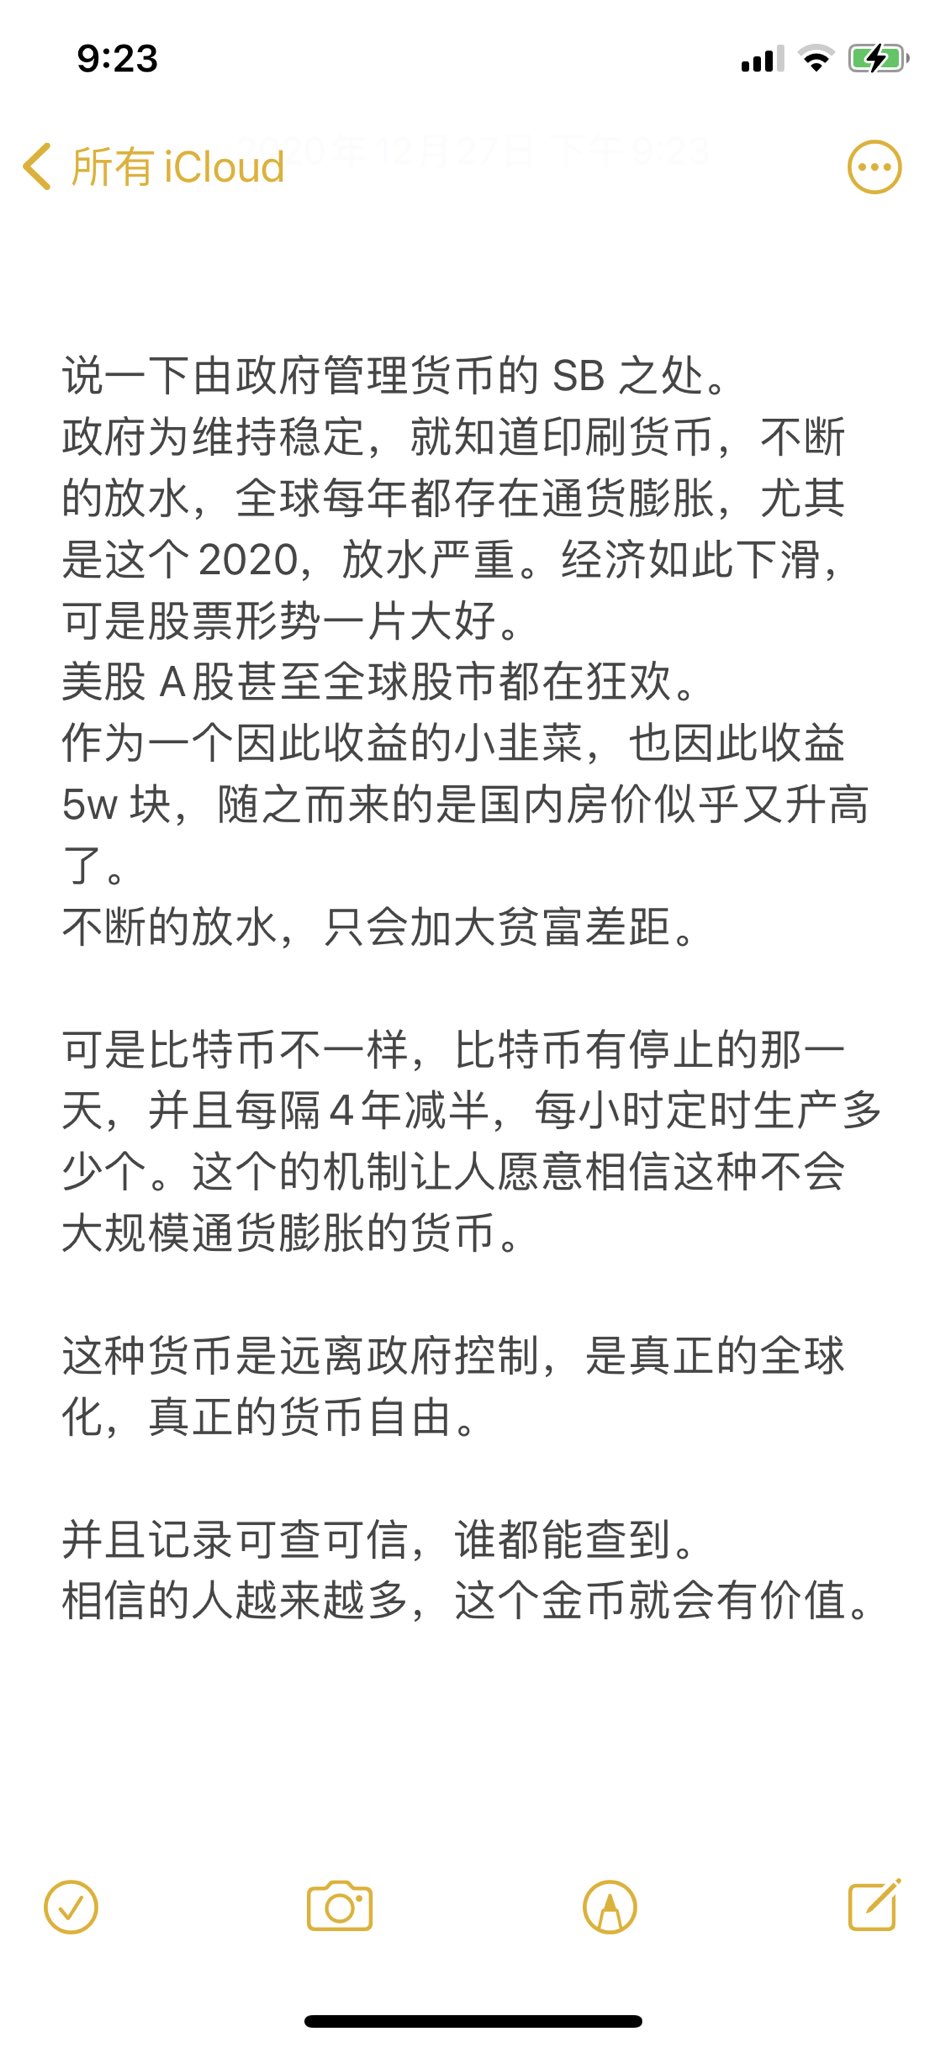 9:23
2020年12月27日 下午9:23
所有 iCloud
说一下由政府管理货币的 SB 之处。
政府为维持稳定，就知道印刷货币，不断
的放水，全球每年都存在通货膨胀，尤其
是这个2020，放水严重。经济如此下滑，
可是股票形势一片大好。
美股 A股甚至全球股市都在狂欢。
作为一个因此收益的小韭菜，也因此收益
5w 块，随之而来的是国内房价似乎又升高
了。
不断的放水，只会加大贫富差距。
可是比特币不一样，比特币有停止的那一
天，并且每隔4年减半，每小时定时生产多
少个。这个的机制让人愿意相信这种不会
大规模通货膨胀的货币。
这种货币是远离政府控制，是真正的全球
化，真正的货币自由。
并且记录可查可信，谁都能查到。
相信的人越来越多，这个金币就会有价值。